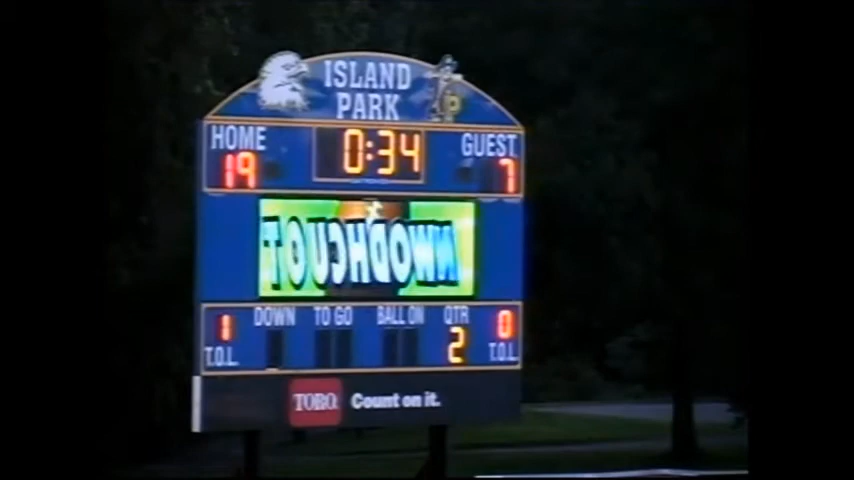 ISLAND
PARK
HOME 0:34 GUEST
19 7
TOUCHDOWN
1 DOWN TO GO BALL ON QTR 0
T.O.L. 2 T.O.L.
TORO Count on it.
P